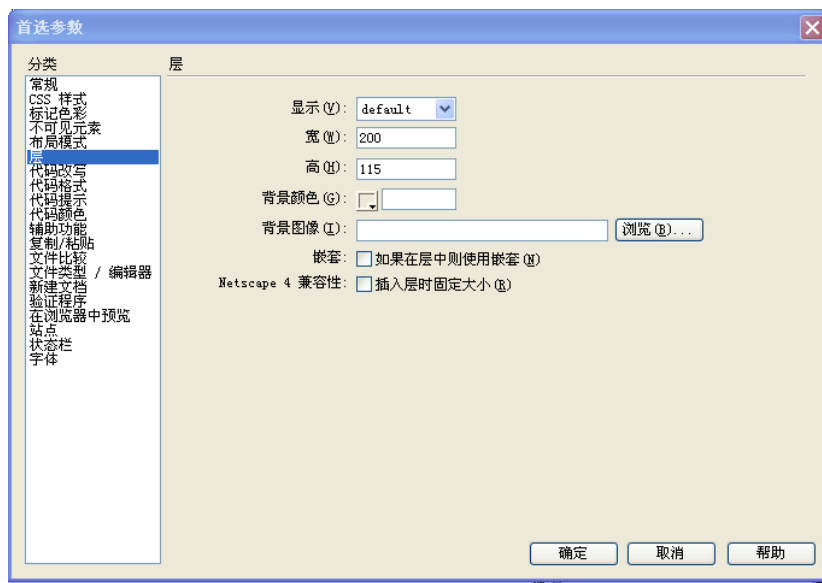 首选参数
分类
常规
CSS 样式
标记色彩
不可见元素
布局模式
层
代码改写
代码格式
代码提示
代码颜色
辅助功能
复制/粘贴
文件比较
文件类型 / 编辑器
新建文档
验证程序
在浏览器中预览
站点
状态栏
字体
层
显示(V): default
宽(W): 200
高(H): 115
背景颜色(G):
背景图像(I): 浏览(B)...
嵌套: 如果在层中则使用嵌套(N)
Netscape 4 兼容性: 插入层时固定大小(R)
确定 取消 帮助